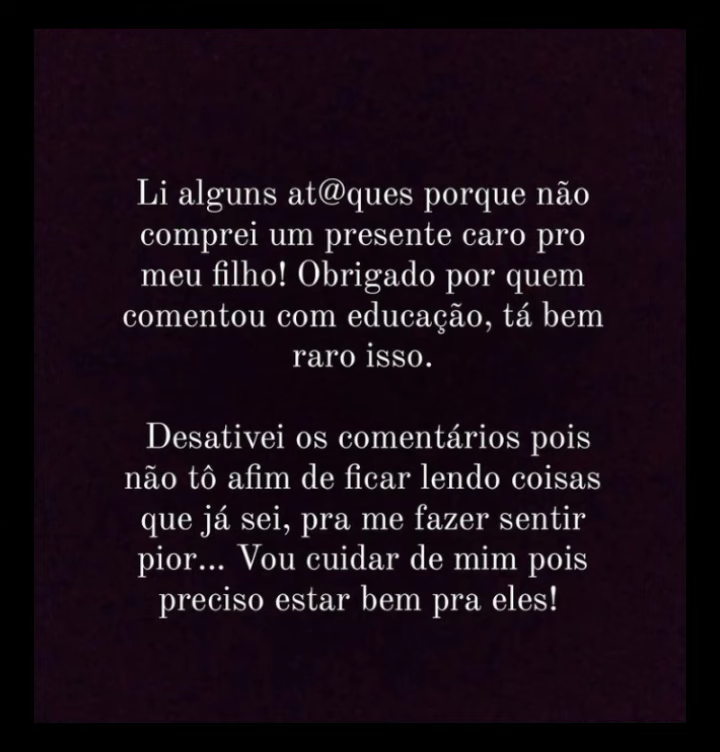 Li alguns at@ques porque não
comprei um presente caro pro
meu filho! Obrigado por quem
comentou com educação, tá bem
raro isso.
Desativei os comentários pois
não tô afim de ficar lendo coisas
que já sei, pra me fazer sentir
pior... Vou cuidar de mim pois
preciso estar bem pra eles!